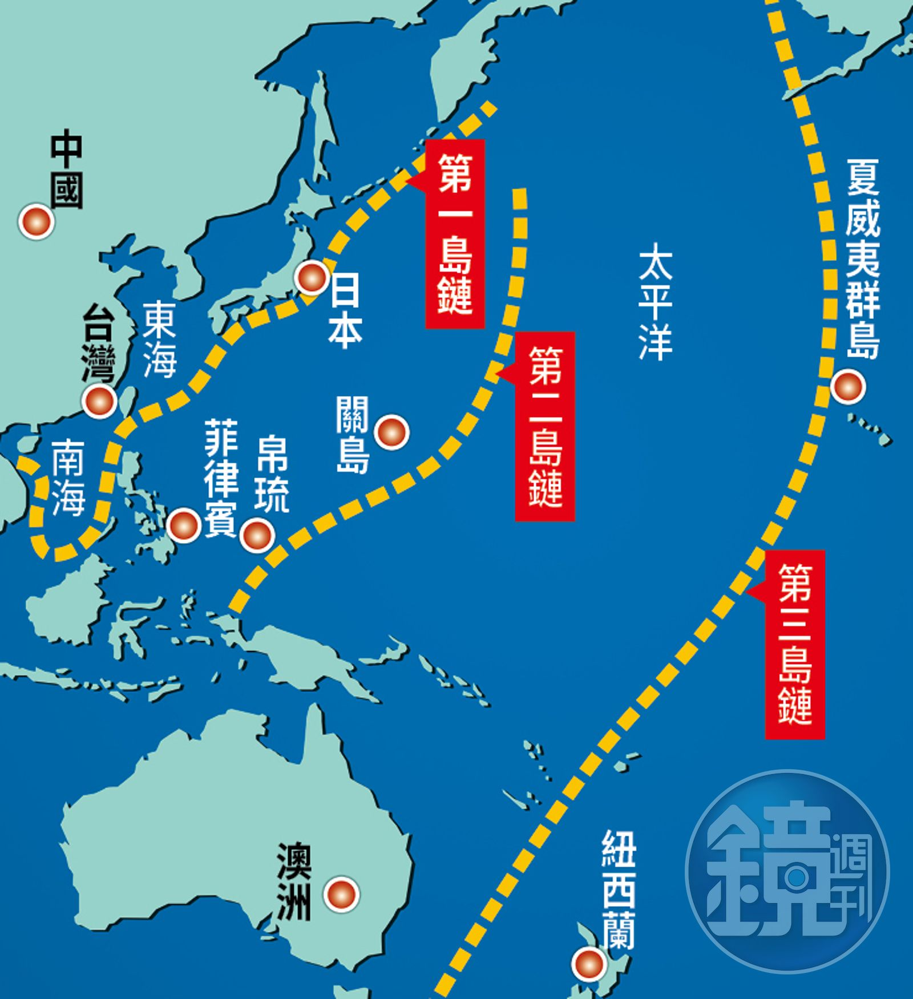 中國
台灣
東海
南海
日本
第一島鏈
關島
菲律賓
帛琉
第二島鏈
太平洋
夏威夷群島
第三島鏈
澳洲
紐西蘭
鏡週刊